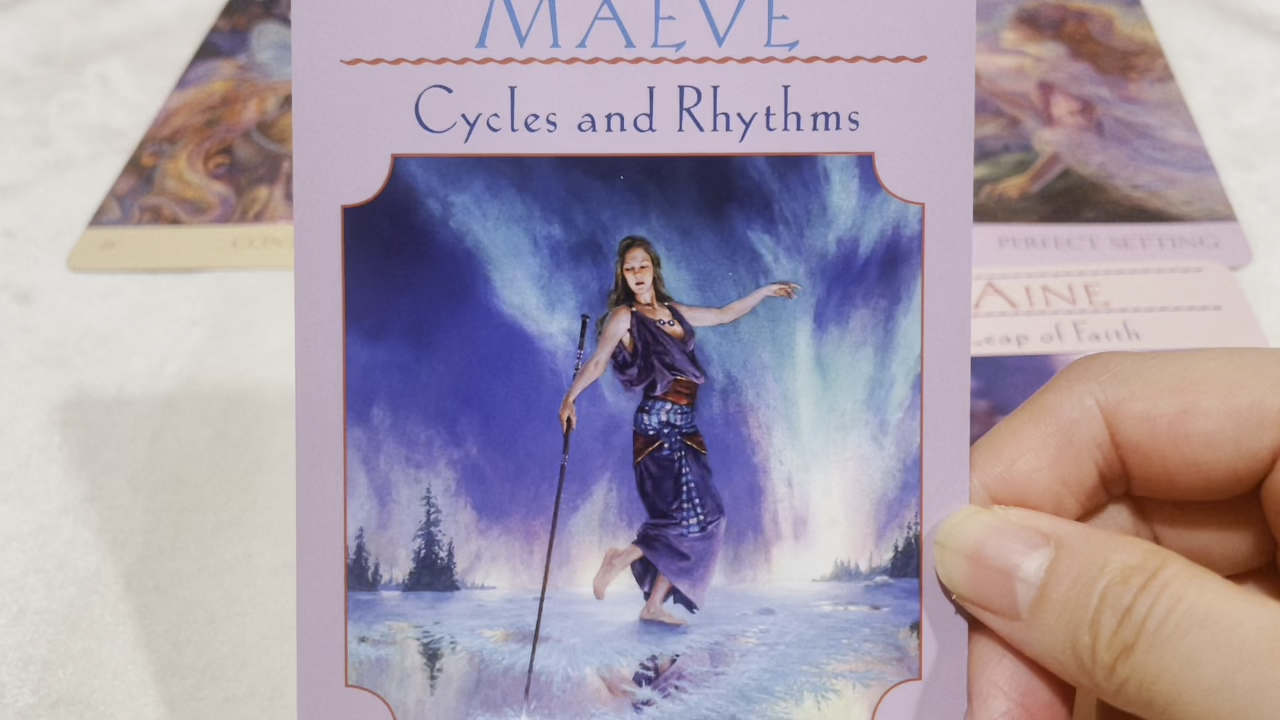 MAEVE
Cycles and Rhythms
PERFECT SETTING
AINE
Leap of Faith